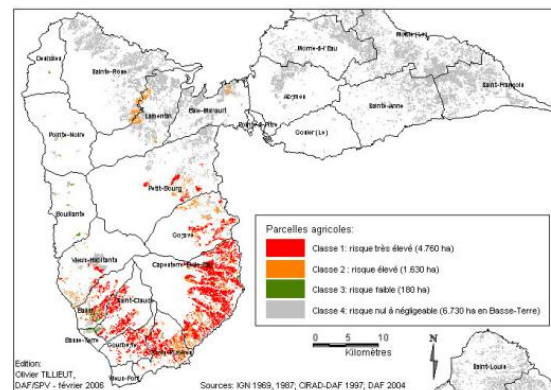 Deshaies
Sainte-Rose
Lamentin
Baie-Mahault
Pointe-à-Pitre
Morne-à-l'Eau
Moule (Le)
Saint-François
Abymes
Sainte-Anne
Gosier (Le)
Pointe-Noire
Petit-Bourg
Bouillante
Goyave
Vieux-Habitants
Saint-Claude
Basse-Terre
Gourbeyre
Vieux-Fort
Saint-Louis
Parcelles agricoles:
Classe 1: risque très élevé (4.760 ha)
Classe 2 : risque élevé (1.630 ha)
Classe 3: risque faible (180 ha)
Classe 4: risque nul à négligeable (6.730 ha en Basse-Terre)
0 5 10
Kilomètres
N
Edition:
Olivier TILLIEUT,
DAF/SPV - février 2006
Sources: IGN 1969, 1987; CIRAD-DAF 1997; DAF 2004